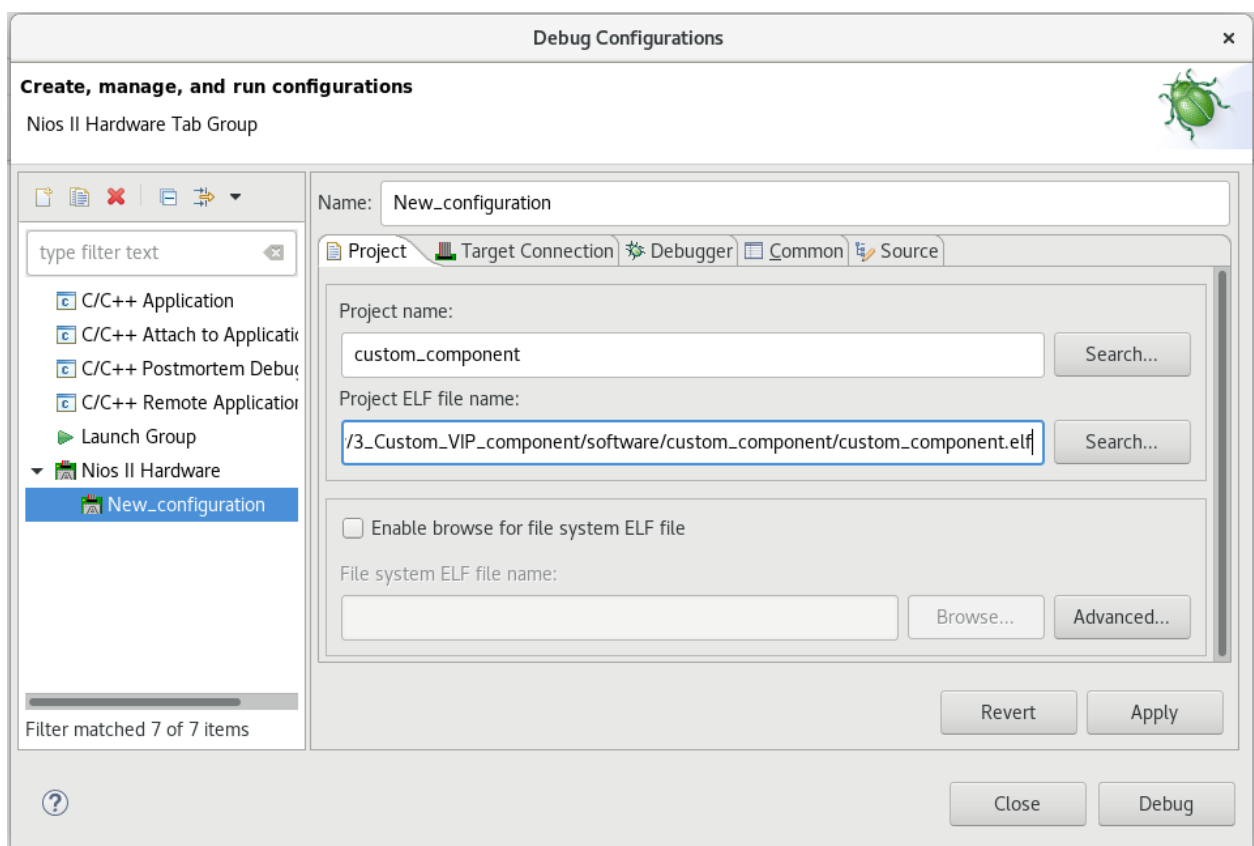 Debug Configurations
Create, manage, and run configurations
Nios II Hardware Tab Group
Name: New_configuration
type filter text
Project Target Connection Debugger Common Source
C/C++ Application
C/C++ Attach to Applicatio
C/C++ Postmortem Debug
C/C++ Remote Application
Launch Group
Nios II Hardware
New_configuration
Filter matched 7 of 7 items
Project name:
custom_component Search...
Project ELF file name:
/3_Custom_VIP_component/software/custom_component/custom_component.elf Search...
Enable browse for file system ELF file
File system ELF file name:
Browse... Advanced...
Revert Apply
? Close Debug